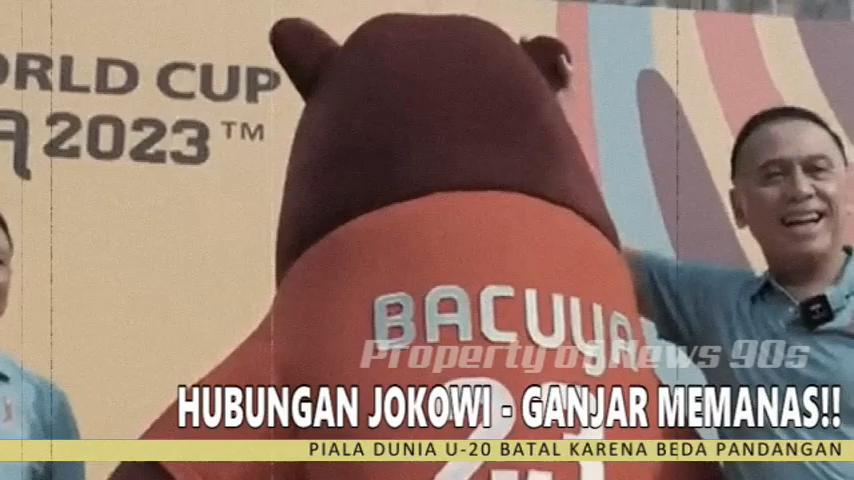 ORLD CUP
A 2023™
BACUYA
Property of News 90s
HUBUNGAN JOKOWI - GANJAR MEMANAS!!
PIALA DUNIA U-20 BATAL KARENA BEDA PANDANGAN